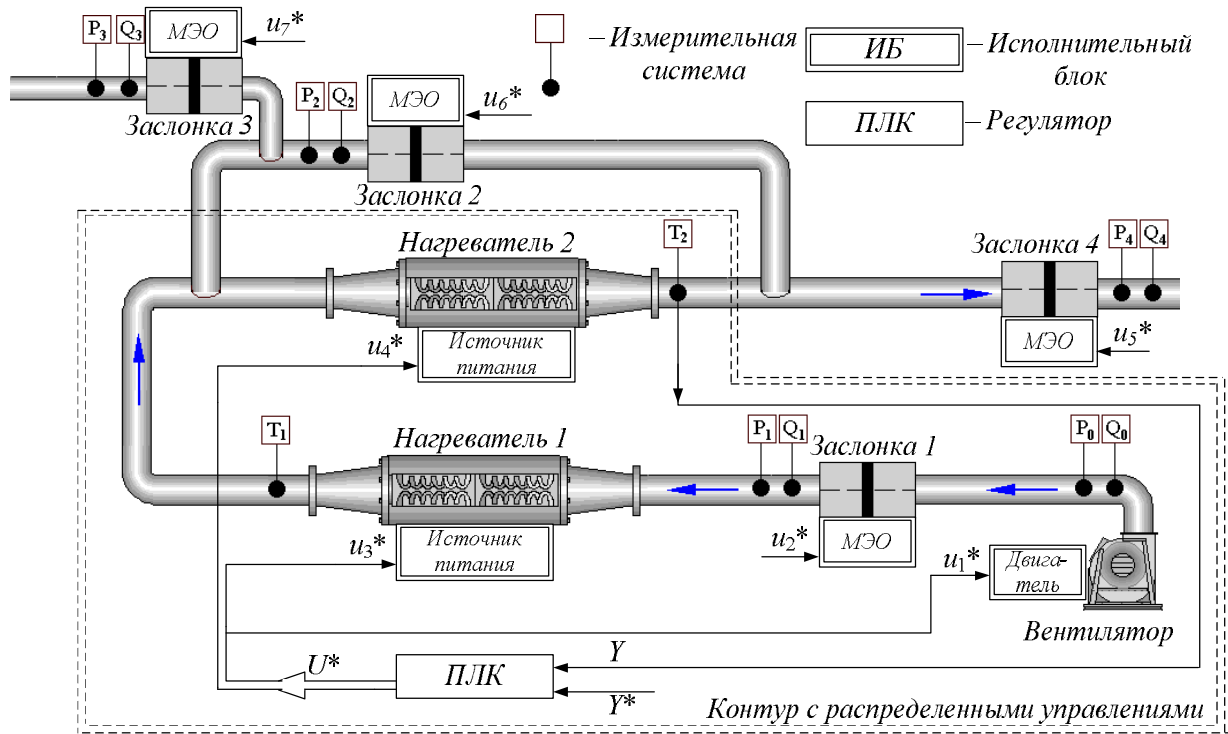 P₃ Q₃ МЭО u₇*
– Измерительная система
ИБ – Исполнительный блок
Заслонка 3
P₂ Q₂ МЭО u₆*
ПЛК – Регулятор
Заслонка 2
Нагреватель 2
T₂
Заслонка 4
P₄ Q₄
u₄*
Источник питания
МЭО
u₅*
T₁
Нагреватель 1
P₁ Q₁
Заслонка 1
P₀ Q₀
u₃*
Источник питания
u₂*
МЭО
u₁*
Двига-
тель
Вентилятор
U*
ПЛК
Y
Y*
Контур с распределенными управлениями